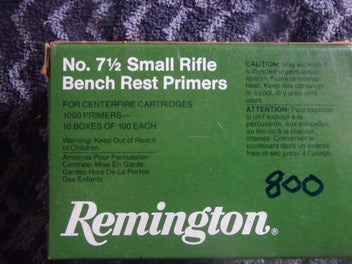 No. 7½ Small Rifle
Bench Rest Primers
FOR CENTERFIRE CARTRIDGES
1000 PRIMERS—
10 BOXES OF 100 EACH
Warning: Keep Out of Reach
of Children.
Amorces Pour Percussion
Centrale. Mise En Garde:
Gardez Hors De La Portee
Des Enfants.
CAUTION: May explode if
subjected to percussion
sparks, flame or intense
heat. Keep this container
in a cool, dry area until
used.
ATTENTION: Peut exploser
si on l'expose à la
percussion, aux étincelles
au feu ou à la chaleur
intense. Conserver le
contenant dans un endroit
frais et sec jusqu'à l'usage.
800
Remington®